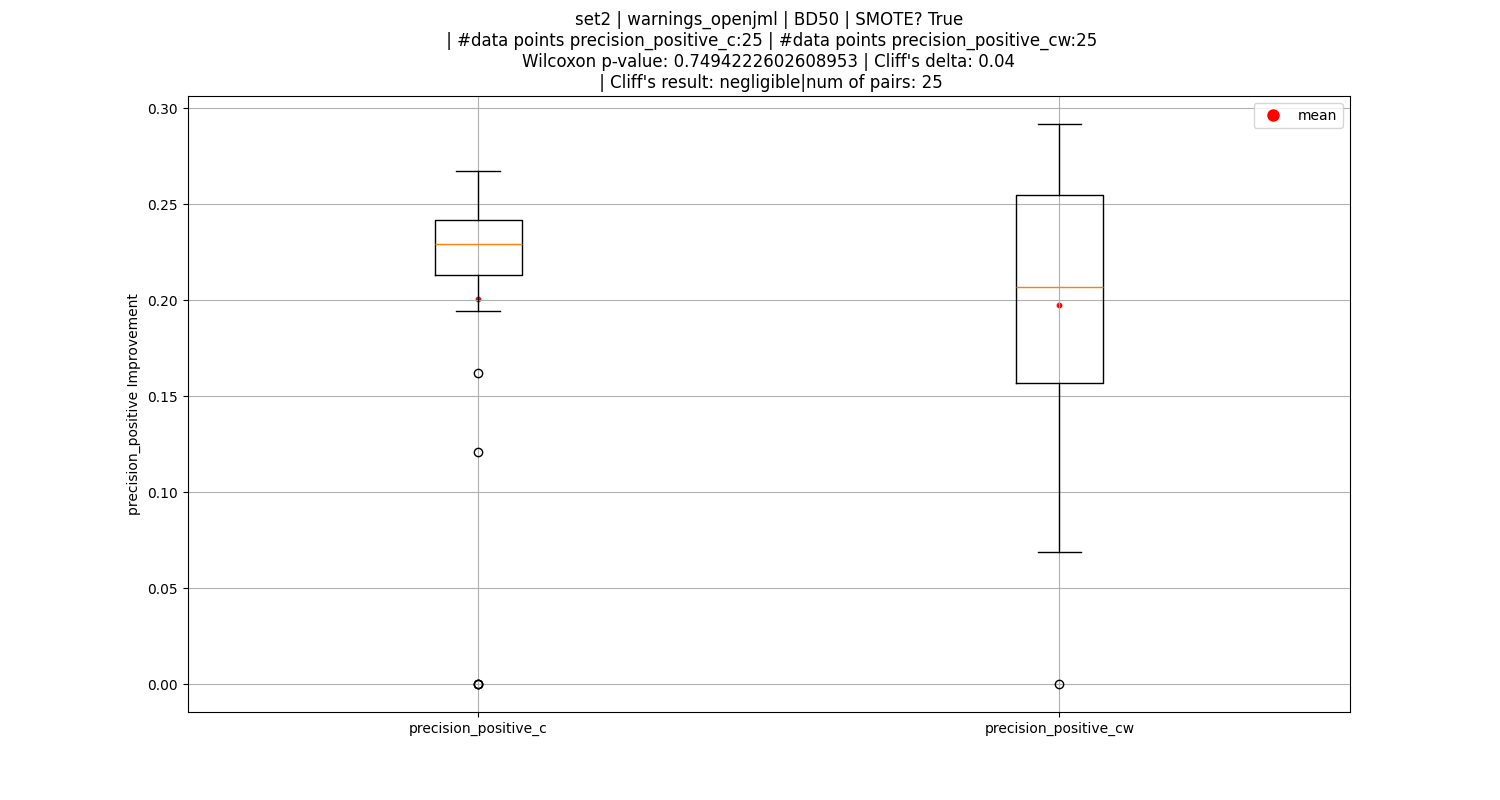 set2 | warnings_openjml | BD50 | SMOTE? True
| #data points precision_positive_c:25 | #data points precision_positive_cw:25
Wilcoxon p-value: 0.7494222602608953 | Cliff's delta: 0.04
| Cliff's result: negligible|num of pairs: 25
mean
0.30
0.25
0.20
0.15
0.10
0.05
0.00
precision_positive Improvement
precision_positive_c
precision_positive_cw